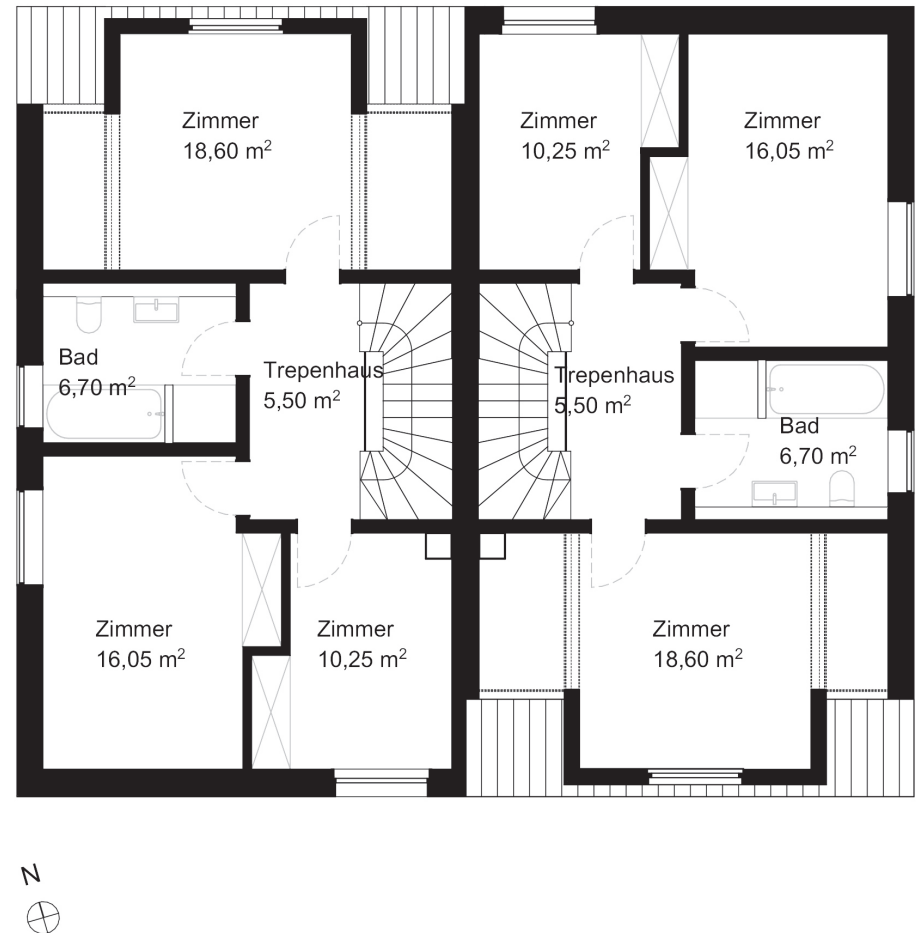 Zimmer
18,60 m²
Zimmer
10,25 m²
Zimmer
16,05 m²
Bad
6,70 m²
Trepenhaus
5,50 m²
Trepenhaus
5,50 m²
Bad
6,70 m²
Zimmer
16,05 m²
Zimmer
10,25 m²
Zimmer
18,60 m²
N